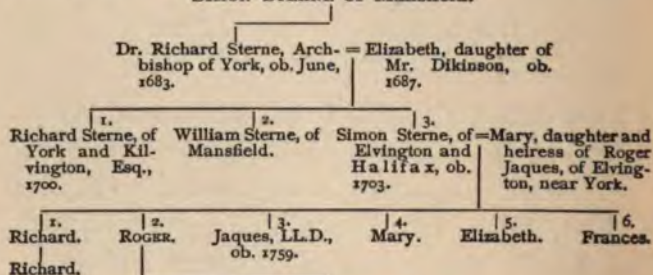 Dr. Richard Sterne, Arch- = Elizabeth, daughter of
bishop of York, ob. June, Mr. Dikinson, ob.
1683. 1687.
1. 2. 3.
Richard Sterne, of William Sterne, of Simon Sterne, of = Mary, daughter and
York and Kil- Mansfield. Elvington and heiress of Roger
vington, Esq., Halifax, ob. Jaques, of Elving-
1700. 1703. ton, near York.
1. 2. 3. 4. 5. 6.
Richard. ROGER. Jaques, LL.D., Mary. Elizabeth. Frances.
ob. 1759.
Richard.